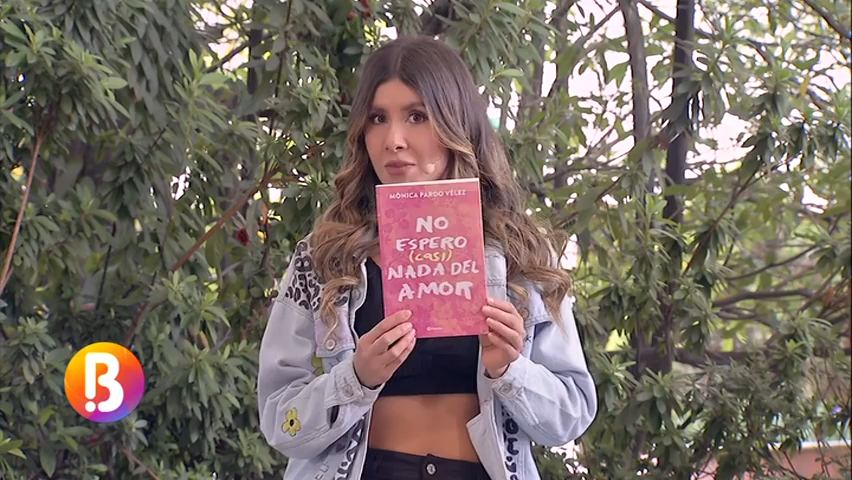 MÓNICA PARDO VÉLEZ
NO
ESPERO
(CASI)
NADA DEL
AMOR
B